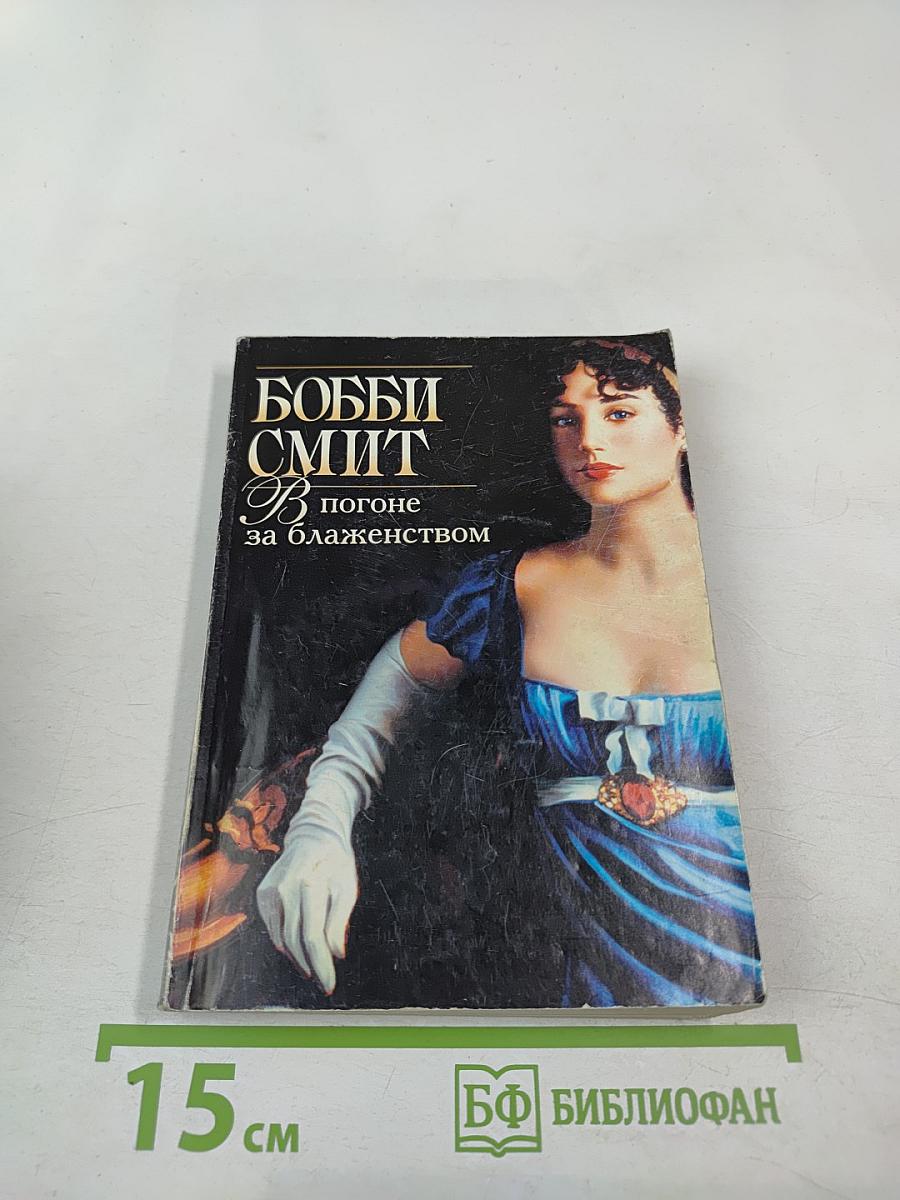 БОББИ
СМИТ
В погоне
за блаженством
15 см
БФ БИБЛИОФАН